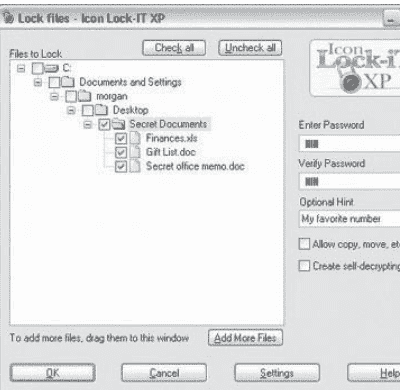 Lock files - Icon Lock-IT XP
Files to Lock
Check all
Uncheck all
C:
Documents and Settings
morgan
Desktop
Secret Documents
Finances.xls
Gift List.doc
Secret office memo.doc
To add more files, drag them to this window
Add More Files
Icon
Lock-i
XP
Enter Password
Verify Password
Optional Hint
My favorite number
Allow copy, move, et
Create self-decrypting
OK
Cancel
Settings
Help